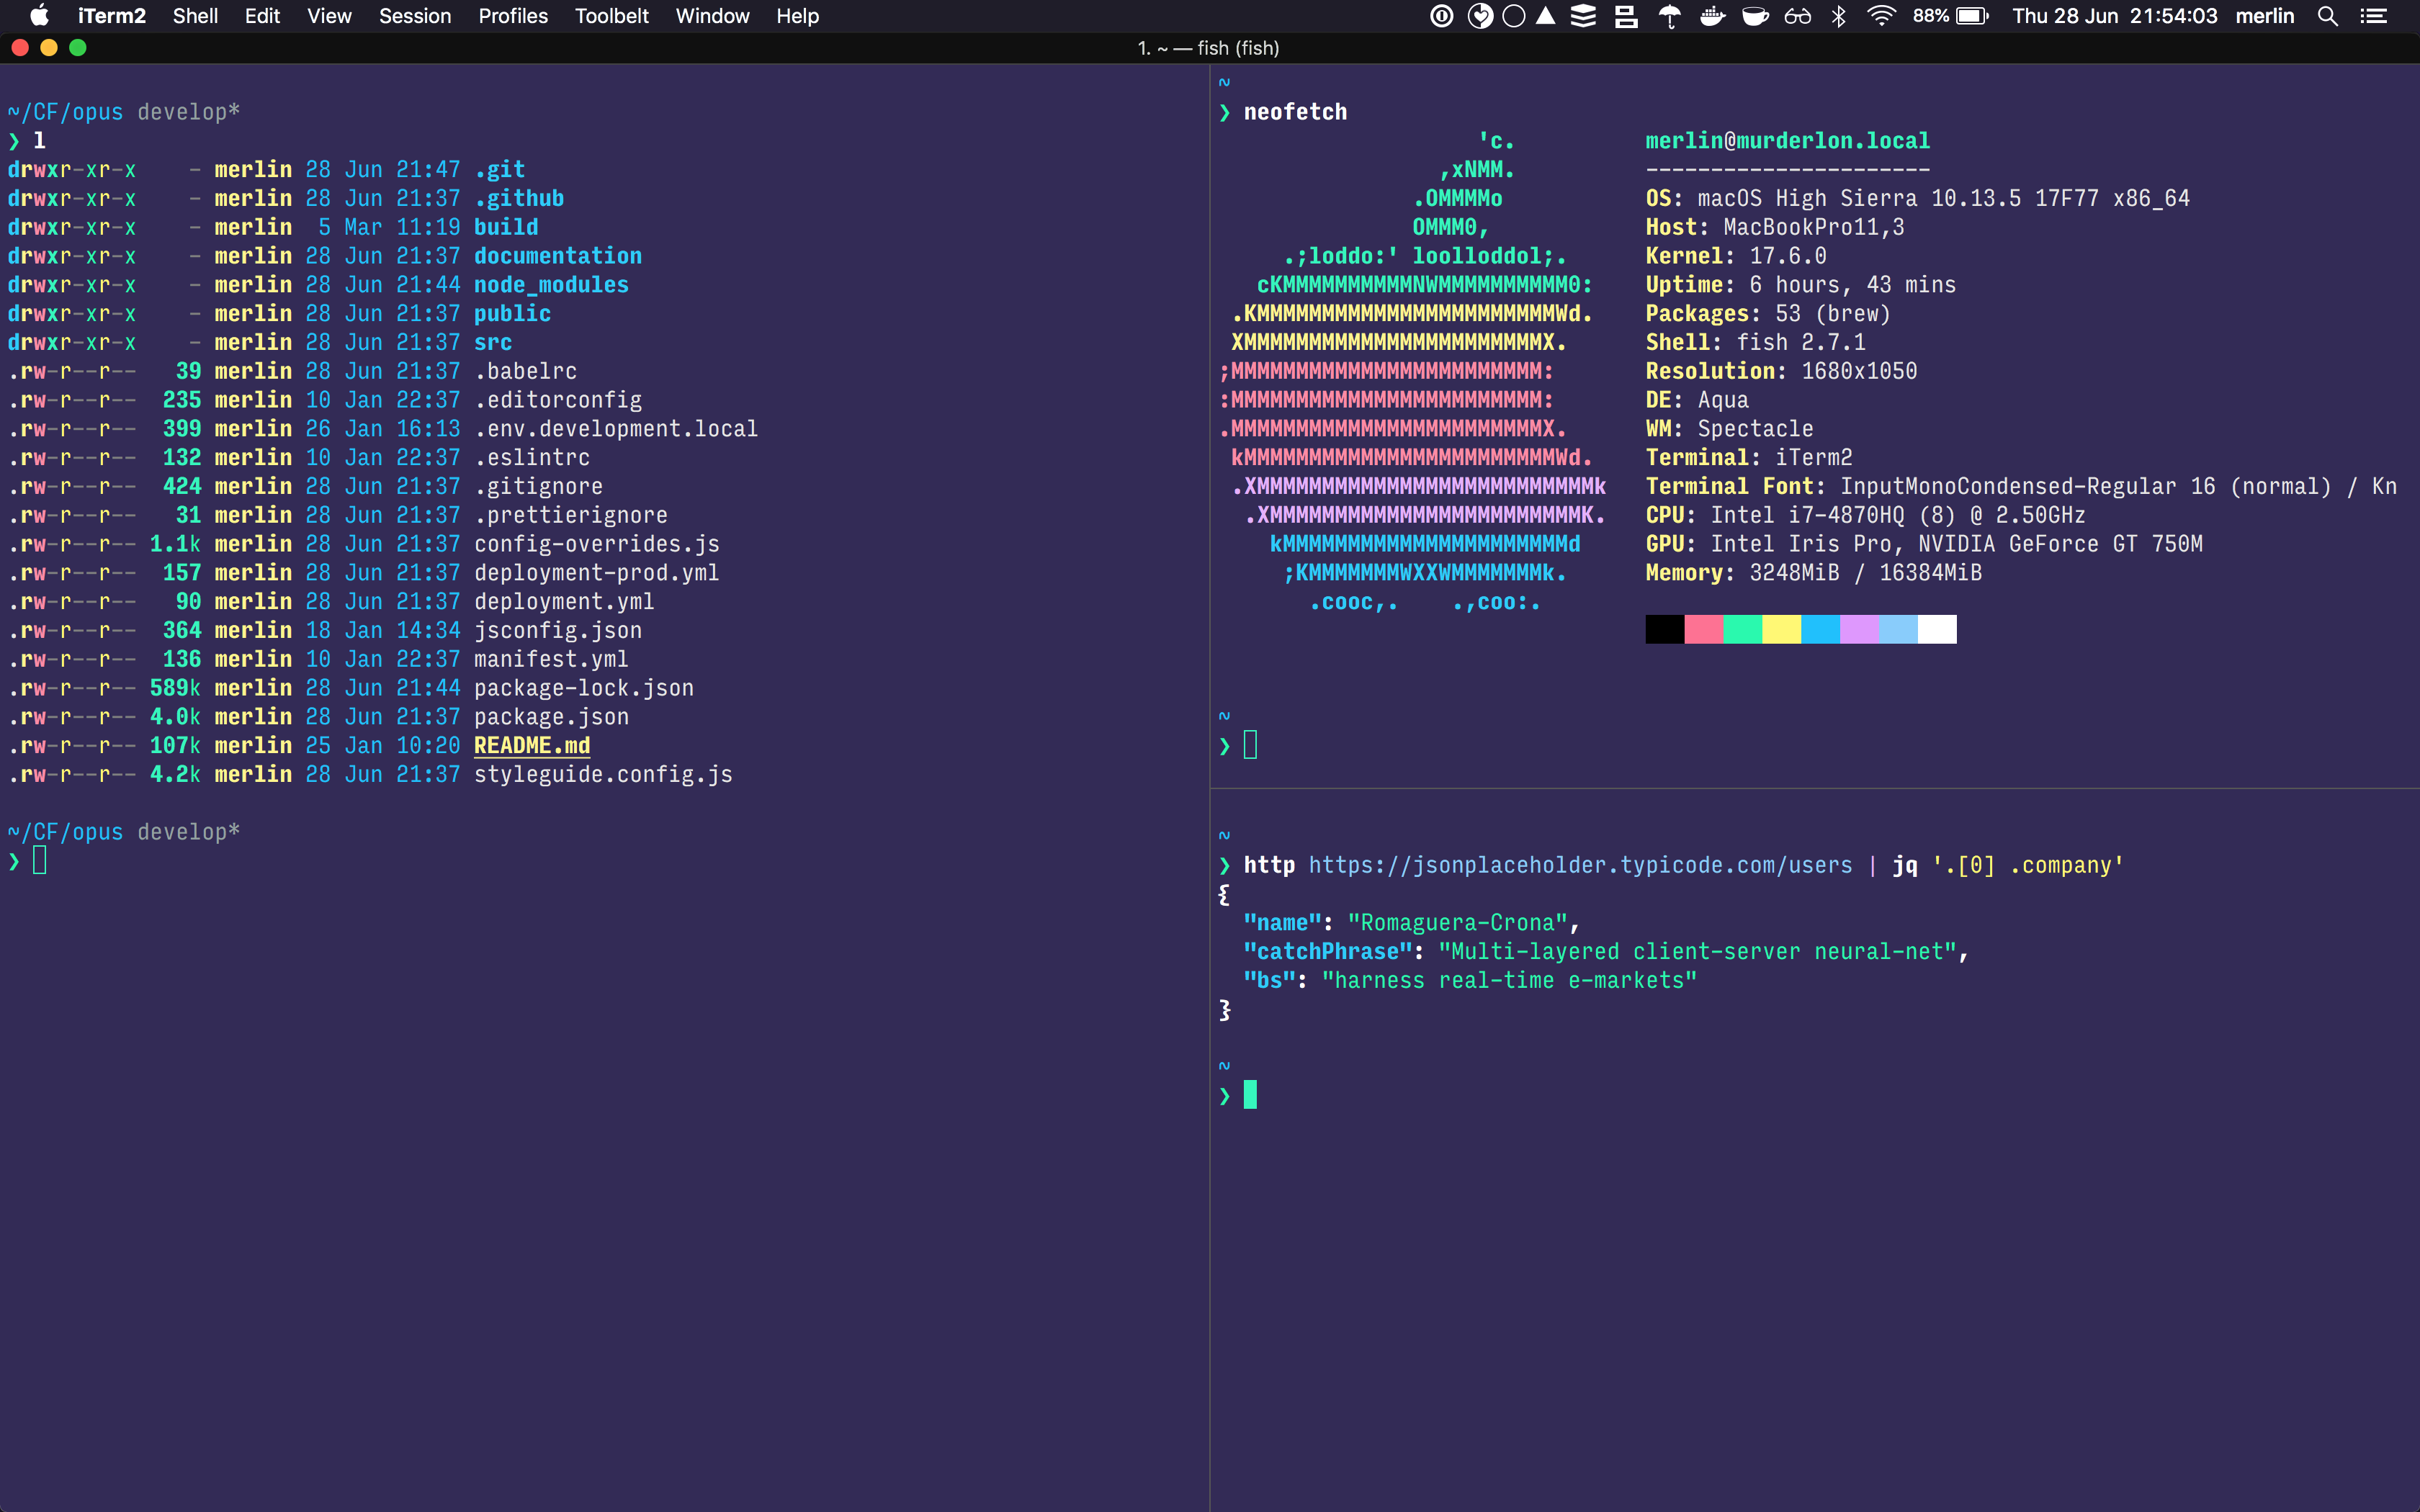 iTerm2 Shell Edit View Session Profiles Toolbelt Window Help 88% Thu 28 Jun 21:54:03 merlin
1. ~ — fish (fish)
~/CF/opus develop*
❯ l
drwxr-xr-x - merlin 28 Jun 21:47 .git
drwxr-xr-x - merlin 28 Jun 21:37 .github
drwxr-xr-x - merlin 5 Mar 11:19 build
drwxr-xr-x - merlin 28 Jun 21:37 documentation
drwxr-xr-x - merlin 28 Jun 21:44 node_modules
drwxr-xr-x - merlin 28 Jun 21:37 public
drwxr-xr-x - merlin 28 Jun 21:37 src
.rw-r--r-- 39 merlin 28 Jun 21:37 .babelrc
.rw-r--r-- 235 merlin 10 Jan 22:37 .editorconfig
.rw-r--r-- 399 merlin 26 Jan 16:13 .env.development.local
.rw-r--r-- 132 merlin 10 Jan 22:37 .eslintrc
.rw-r--r-- 424 merlin 28 Jun 21:37 .gitignore
.rw-r--r-- 31 merlin 28 Jun 21:37 .prettierignore
.rw-r--r-- 1.1k merlin 28 Jun 21:37 config-overrides.js
.rw-r--r-- 157 merlin 28 Jun 21:37 deployment-prod.yml
.rw-r--r-- 90 merlin 28 Jun 21:37 deployment.yml
.rw-r--r-- 364 merlin 18 Jan 14:34 jsconfig.json
.rw-r--r-- 136 merlin 10 Jan 22:37 manifest.yml
.rw-r--r-- 589k merlin 28 Jun 21:44 package-lock.json
.rw-r--r-- 4.0k merlin 28 Jun 21:37 package.json
.rw-r--r-- 107k merlin 25 Jan 10:20 README.md
.rw-r--r-- 4.2k merlin 28 Jun 21:37 styleguide.config.js
~/CF/opus develop*
❯
~
❯ neofetch
'c. merlin@murderlon.local
,xNMM. ----------------------
.OMMMMo OS: macOS High Sierra 10.13.5 17F77 x86_64
OMMM0, Host: MacBookPro11,3
.;loddo:' loolloddol;. Kernel: 17.6.0
cKMMMMMMMMMMNWMMMMMMMMMM0: Uptime: 6 hours, 43 mins
.KMMMMMMMMMMMMMMMMMMMMMMMWd. Packages: 53 (brew)
XMMMMMMMMMMMMMMMMMMMMMMMX. Shell: fish 2.7.1
;MMMMMMMMMMMMMMMMMMMMMMMM: Resolution: 1680x1050
:MMMMMMMMMMMMMMMMMMMMMMMM: DE: Aqua
.MMMMMMMMMMMMMMMMMMMMMMMMX. WM: Spectacle
kMMMMMMMMMMMMMMMMMMMMMMMMWd. Terminal: iTerm2
.XMMMMMMMMMMMMMMMMMMMMMMMMMMk Terminal Font: InputMonoCondensed-Regular 16 (normal) / Kn
.XMMMMMMMMMMMMMMMMMMMMMMMMK. CPU: Intel i7-4870HQ (8) @ 2.50GHz
kMMMMMMMMMMMMMMMMMMMMMMd GPU: Intel Iris Pro, NVIDIA GeForce GT 750M
;KMMMMMMMWXXWMMMMMMMk. Memory: 3248MiB / 16384MiB
.cooc,. .,coo:.
~
❯
~
❯ http https://jsonplaceholder.typicode.com/users | jq '.[0] .company'
{
"name": "Romaguera-Crona",
"catchPhrase": "Multi-layered client-server neural-net",
"bs": "harness real-time e-markets"
}
~
❯